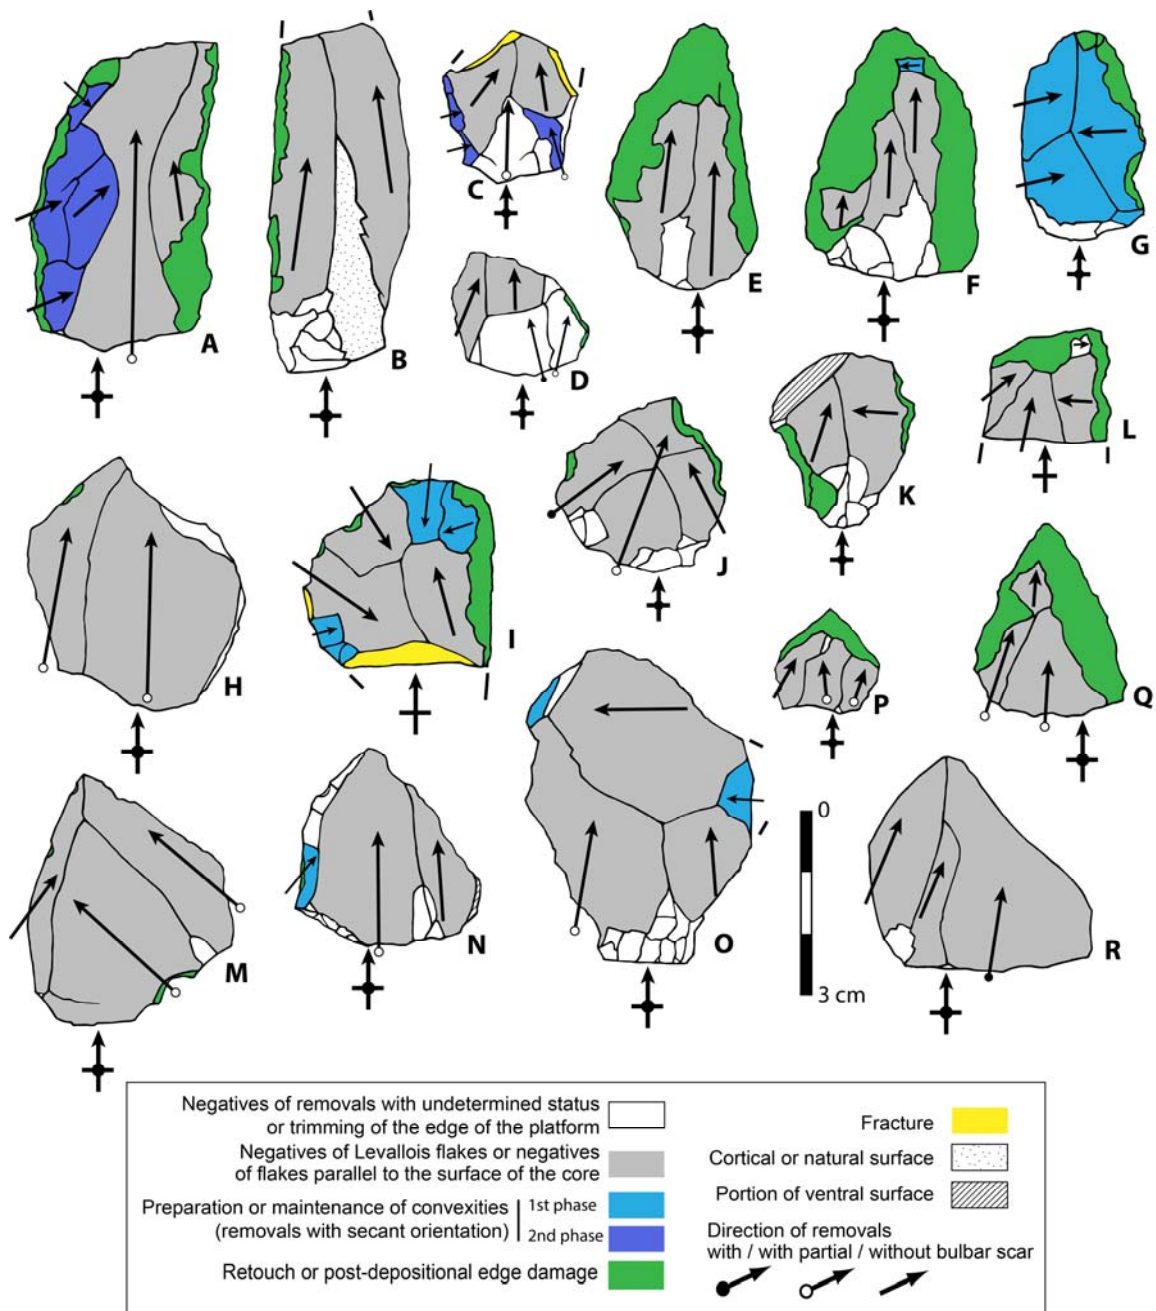 A
B
C
D
E
F
G
H
I
J
K
L
M
N
O
P
Q
R
0
3 cm
Negatives of removals with undetermined status
or trimming of the edge of the platform
Negatives of Levallois flakes or negatives
of flakes parallel to the surface of the core
Preparation or maintenance of convexities
(removals with secant orientation)
1st phase
2nd phase
Retouch or post-depositional edge damage
Fracture
Cortical or natural surface
Portion of ventral surface
Direction of removals
with / with partial / without bulbar scar